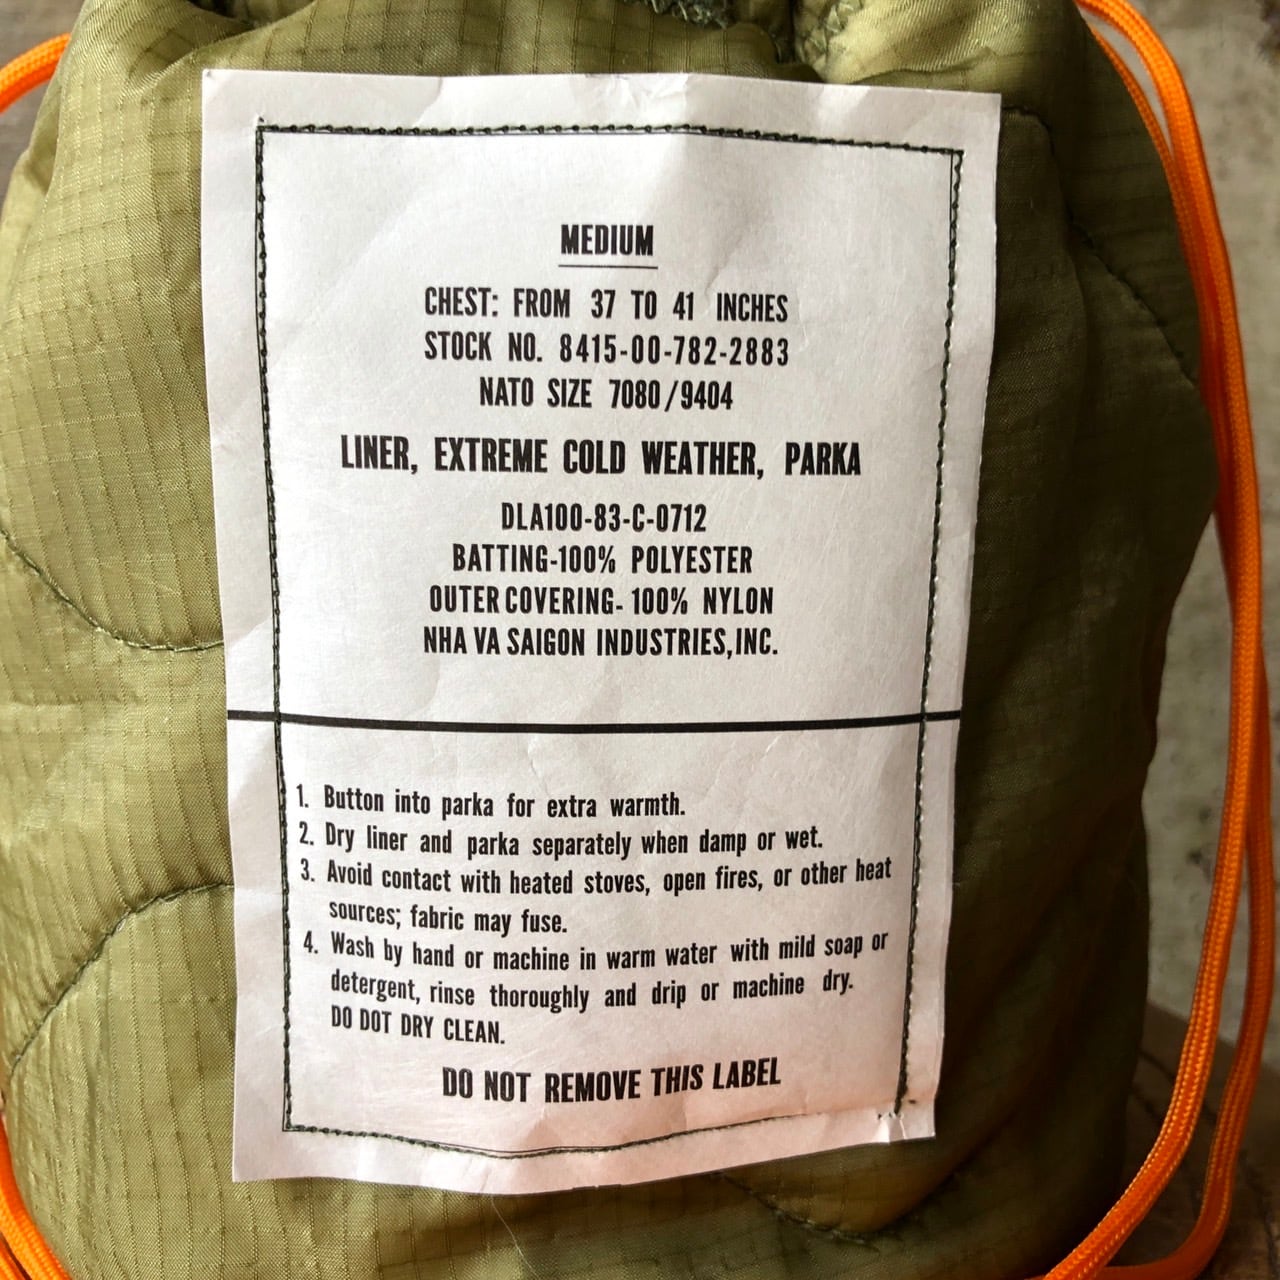 MEDIUM
CHEST: FROM 37 TO 41 INCHES
STOCK NO. 8415-00-782-2883
NATO SIZE 7080/9404
LINER, EXTREME COLD WEATHER, PARKA
DLA100-83-C-0712
BATTING-100% POLYESTER
OUTER COVERING- 100% NYLON
NHA VA SAIGON INDUSTRIES,INC.
1. Button into parka for extra warmth.
2. Dry liner and parka separately when damp or wet.
3. Avoid contact with heated stoves, open fires, or other heat
sources; fabric may fuse.
4. Wash by hand or machine in warm water with mild soap or
detergent, rinse thoroughly and drip or machine dry.
DO DOT DRY CLEAN.
DO NOT REMOVE THIS LABEL